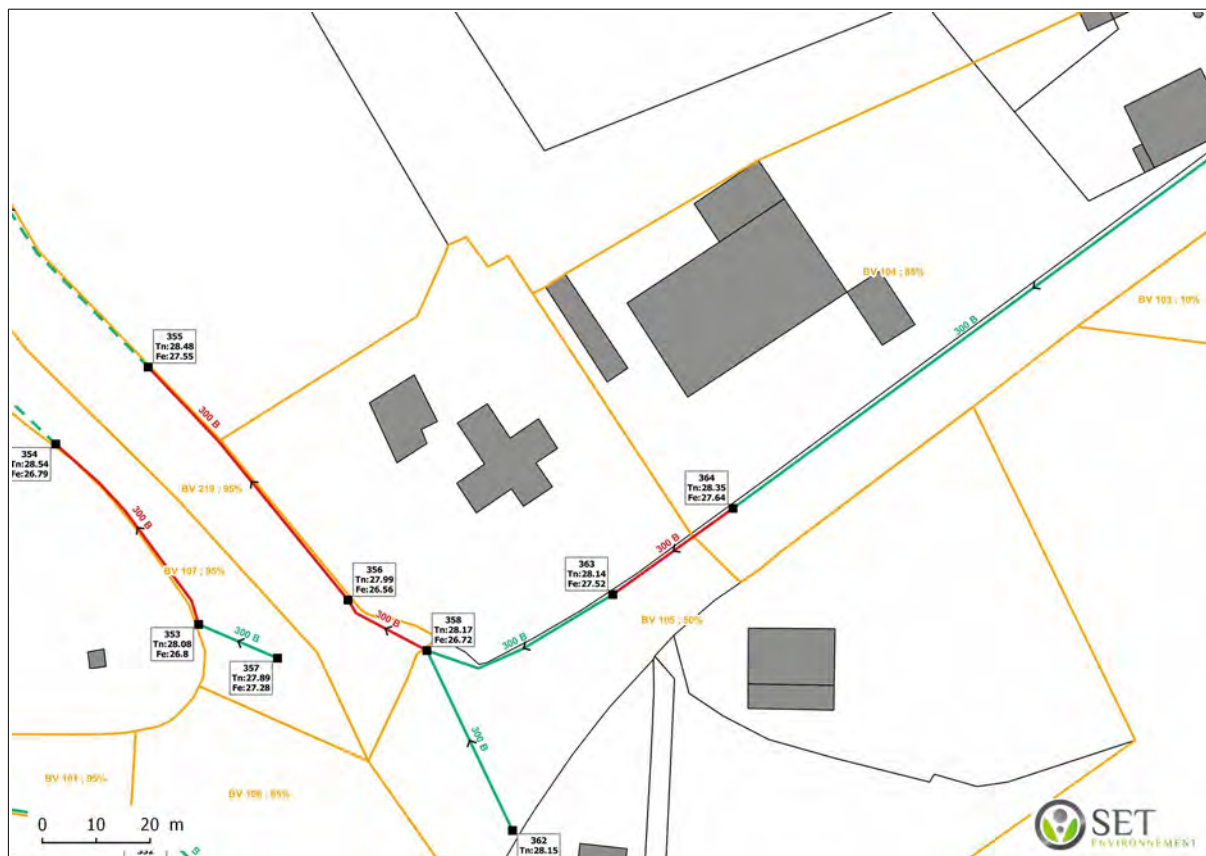 BV 104 ; 88%
BV 103 ; 10%
300 B
355
Tn:28.48
Fe:27.55
300 B
354
Tn:28.54
Fe:26.79
BV 219 ; 95%
364
Tn:28.35
Fe:27.64
300 B
300 B
363
Tn:28.14
Fe:27.52
356
Tn:27.99
Fe:26.56
BV 107 ; 95%
300 B
358
Tn:28.17
Fe:26.72
BV 105 ; 50%
353
Tn:28.08
Fe:26.8
300 B
300 B
357
Tn:27.89
Fe:27.28
300 B
BV 101 ; 95%
0 10 20 m
362
Tn:28.15
B
SET
ENVIRONNEMENT